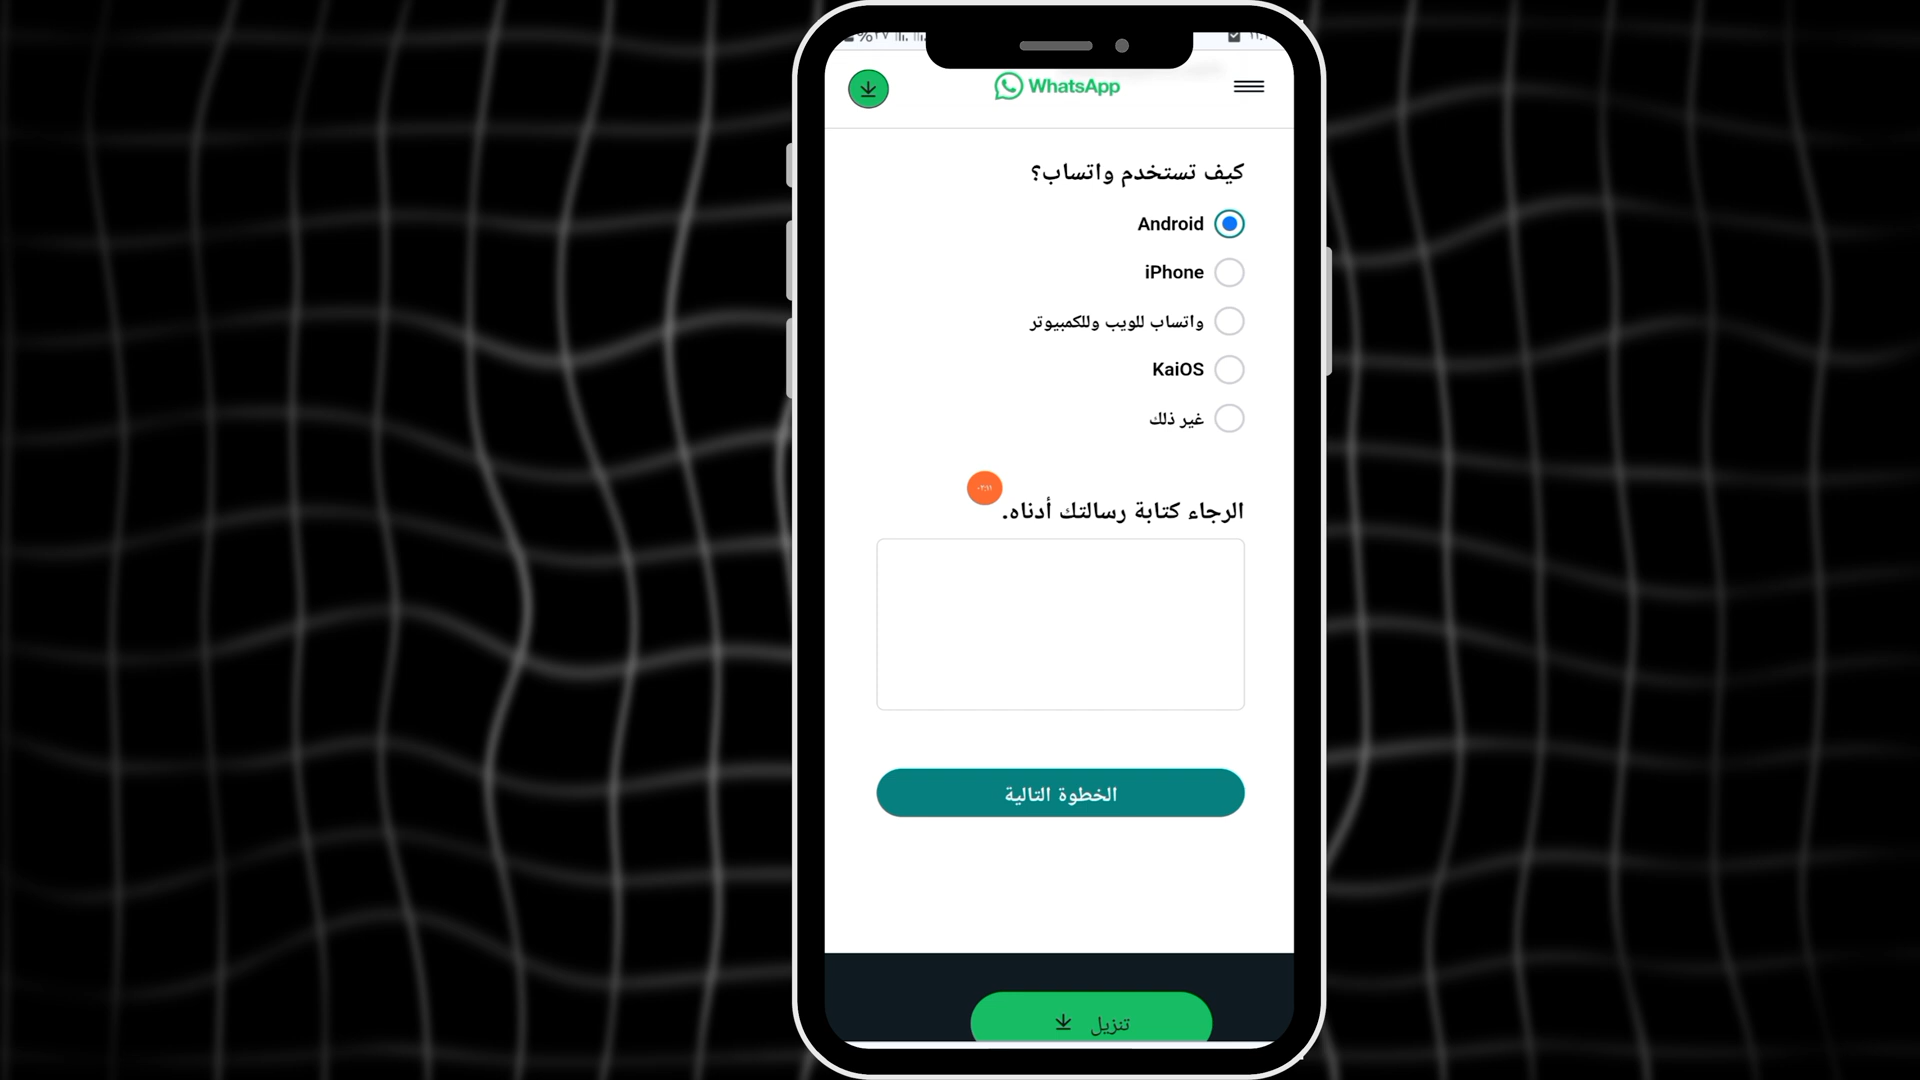 WhatsApp
كيف تستخدم واتساب؟
Android
iPhone
واتساب للويب وللكمبيوتر
KaiOS
غير ذلك
الرجاء كتابة رسالتك أدناه.
الخطوة التالية
تنزيل